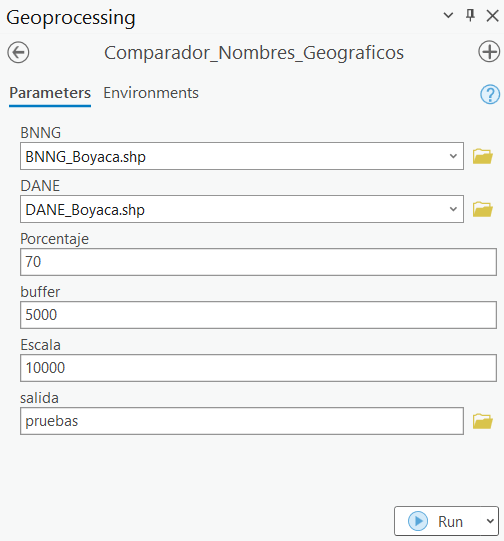 Geoprocessing
Comparador_Nombres_Geograficos
Parameters Environments
BNNG
BNNG_Boyaca.shp
DANE
DANE_Boyaca.shp
Porcentaje
70
buffer
5000
Escala
10000
salida
pruebas
Run